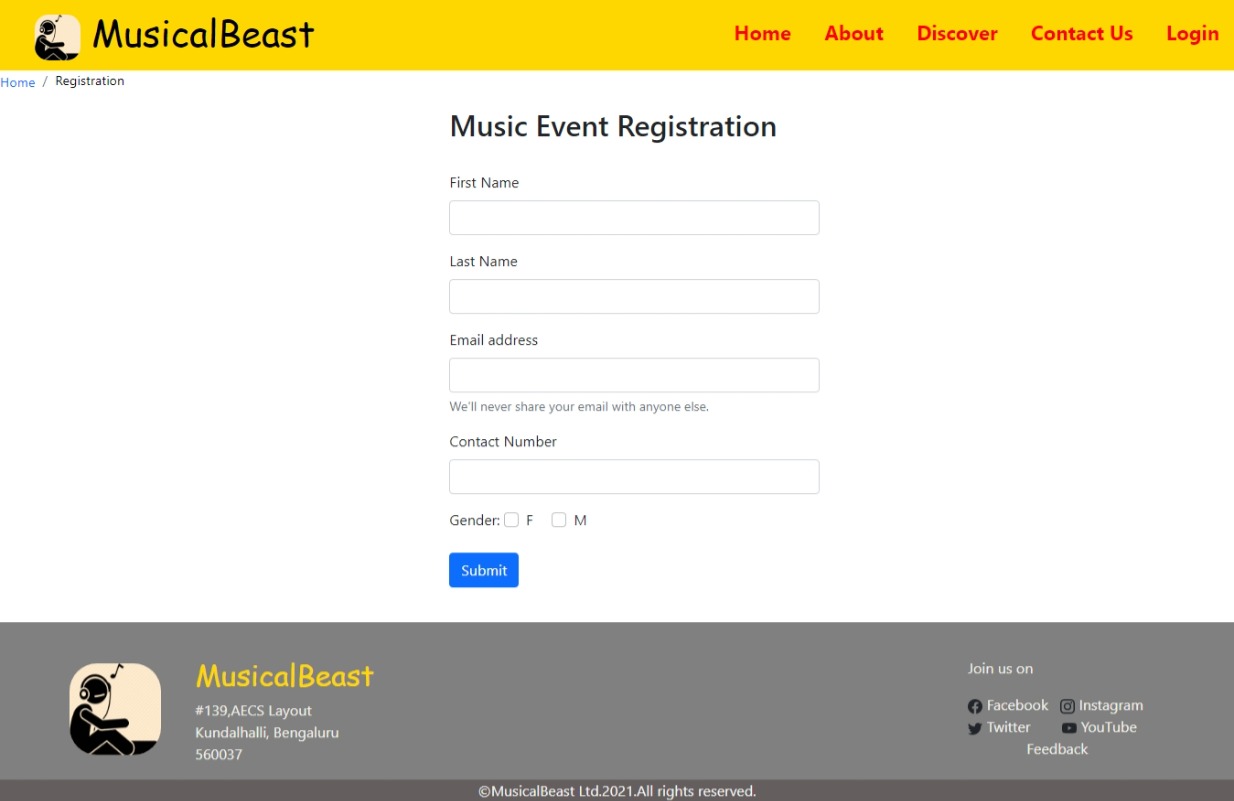 MusicalBeast Home About Discover Contact Us Login
Home / Registration
Music Event Registration
First Name
Last Name
Email address
We'll never share your email with anyone else.
Contact Number
Gender: F M
Submit
MusicalBeast
#139,AECS Layout
Kundalhalli, Bengaluru
560037
Join us on
Facebook Instagram
Twitter YouTube
Feedback
©MusicalBeast Ltd.2021.All rights reserved.